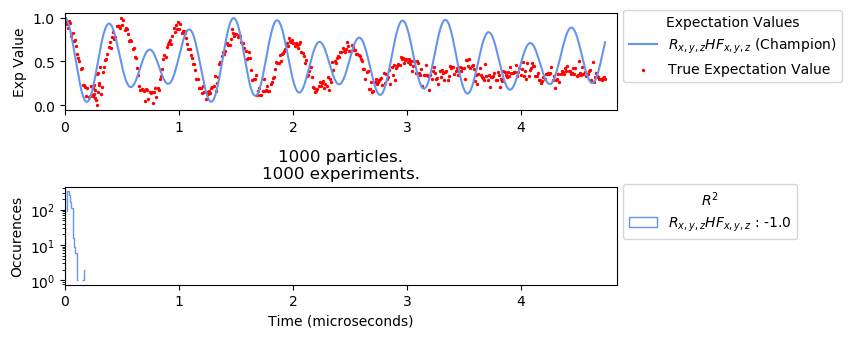 Exp Value
1.0
0.5
0.0
0 1 2 3 4
Expectation Values
R_{x,y,z}HF_{x,y,z} (Champion)
True Expectation Value
1000 particles.
1000 experiments.
Occurences
10^2
10^1
10^0
0 1 2 3 4
Time (microseconds)
R^2
R_{x,y,z}HF_{x,y,z} : -1.0